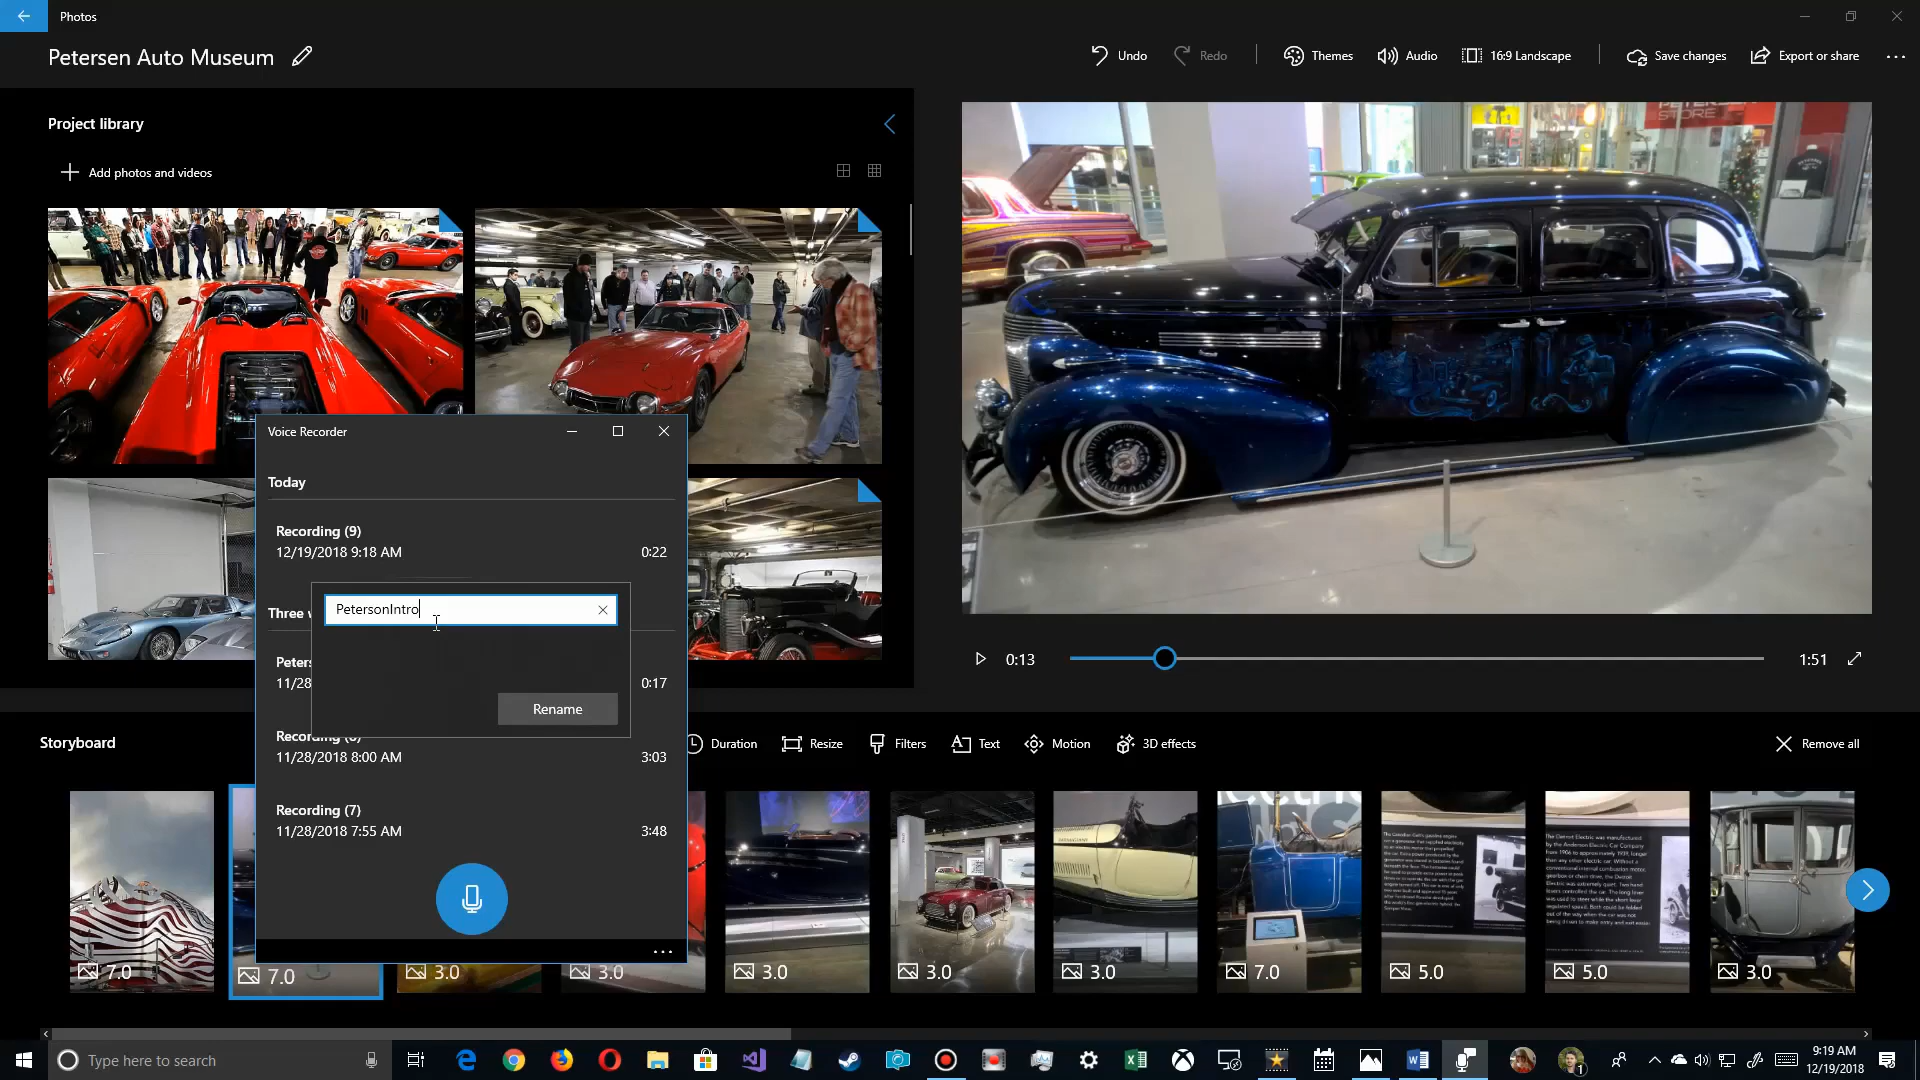 Photos
Petersen Auto Museum
Undo
Redo
Themes
Audio
16:9 Landscape
Save changes
Export or share
Project library
Add photos and videos
STORE
Voice Recorder
Today
Recording (9)
12/19/2018 9:18 AM
0:22
PetersonIntro
Three
Peters
11/28
0:17
Rename
11/28/2018 8:00 AM
3:03
Recording (7)
11/28/2018 7:55 AM
3:48
0:13
1:51
Storyboard
Duration
Resize
Filters
Text
Motion
3D effects
Remove all
7.0
7.0
3.0
3.0
3.0
3.0
3.0
7.0
5.0
5.0
3.0
Type here to search
1
9:19 AM
12/19/2018